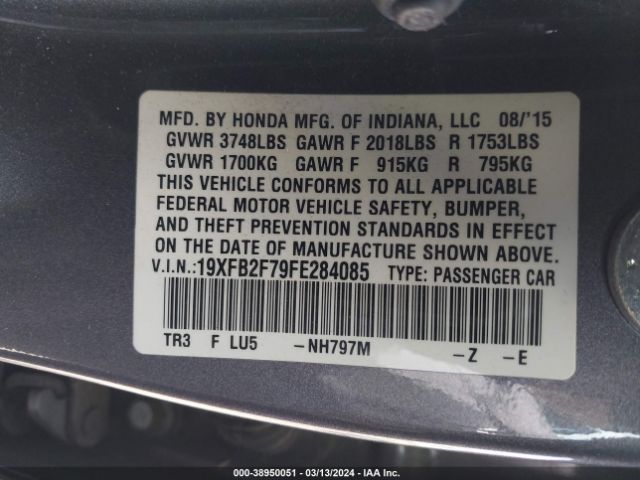 MFD. BY HONDA MFG. OF INDIANA, LLC 08/'15
GVWR 3748LBS GAWR F 2018LBS R 1753LBS
GVWR 1700KG GAWR F 915KG R 795KG
THIS VEHICLE CONFORMS TO ALL APPLICABLE
FEDERAL MOTOR VEHICLE SAFETY, BUMPER,
AND THEFT PREVENTION STANDARDS IN EFFECT
ON THE DATE OF MANUFACTURE SHOWN ABOVE.
V.I.N.: 19XFB2F79FE284085 TYPE: PASSENGER CAR
TR3 F LU5 -NH797M -Z -E
000-38950051 - 03/13/2024 - IAA Inc.